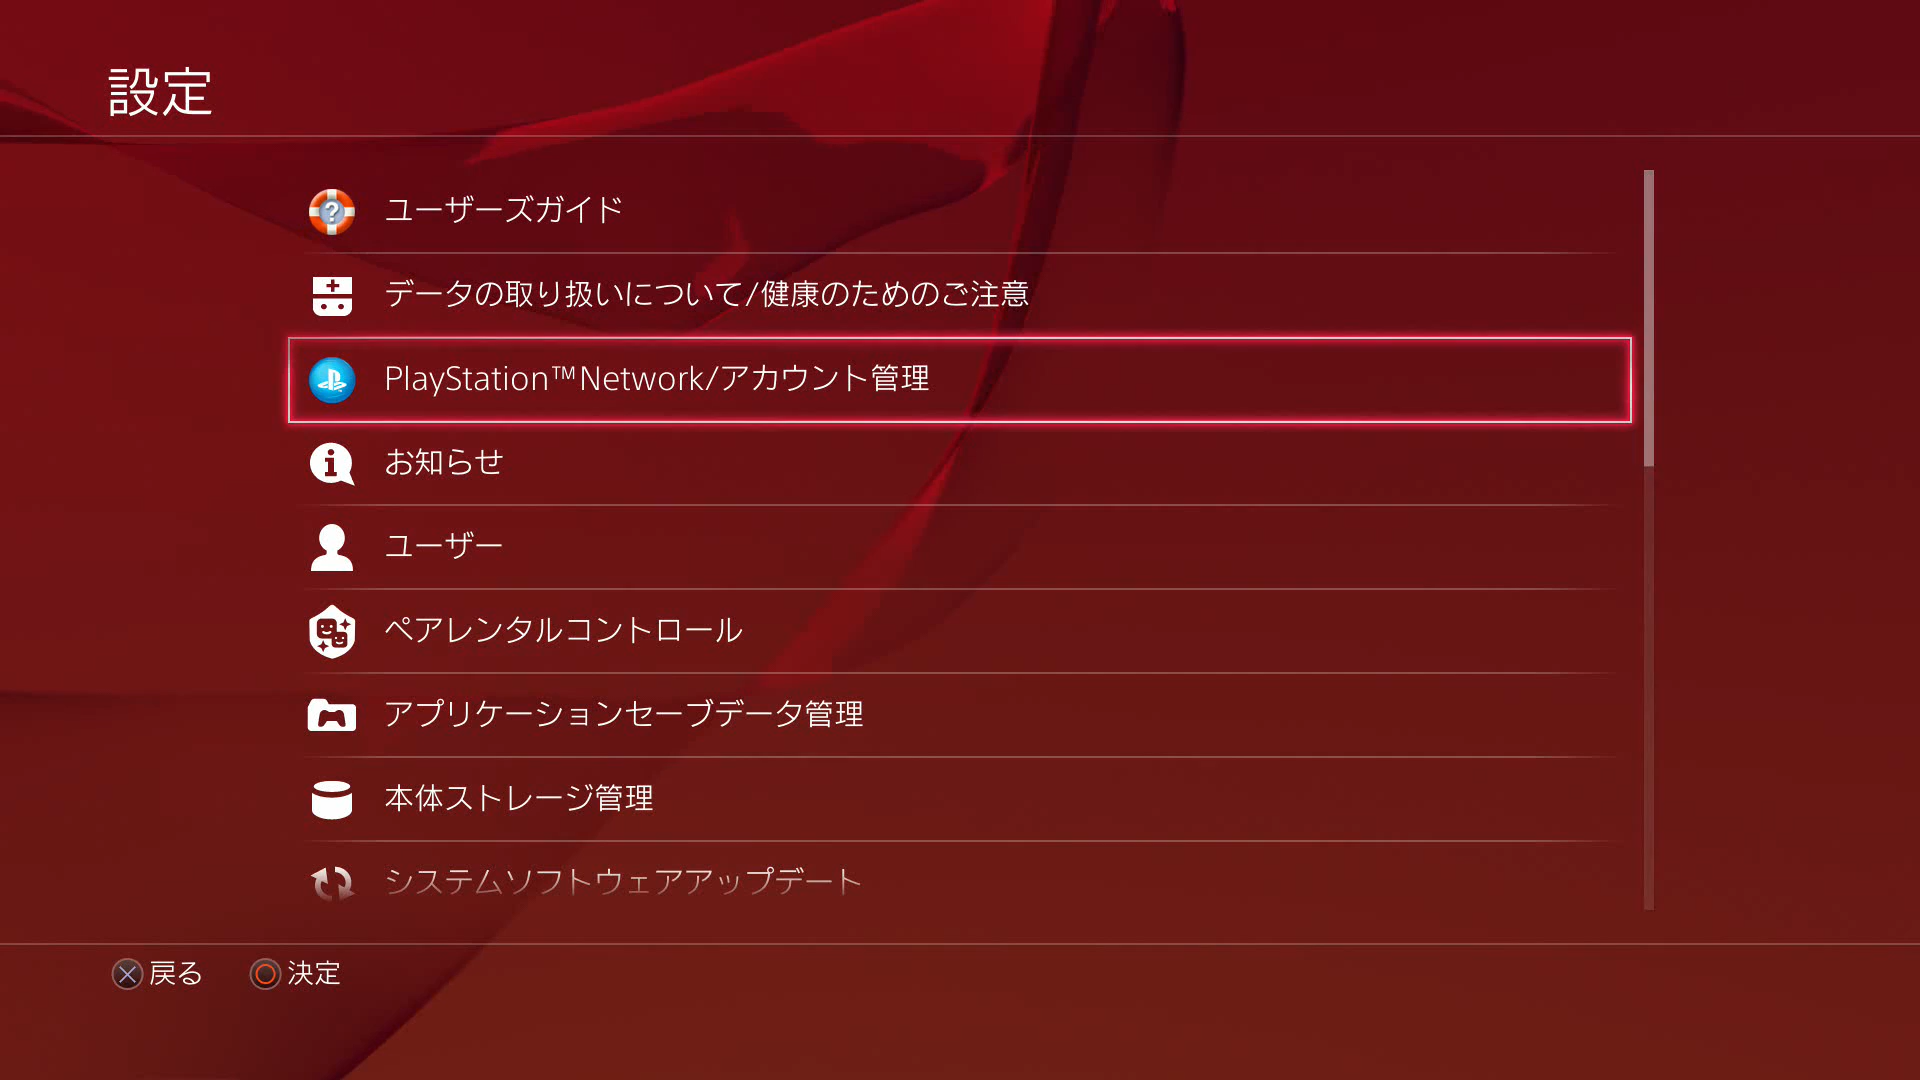 設定
ユーザーズガイド
データの取り扱いについて/健康のためのご注意
PlayStation™Network/アカウント管理
お知らせ
ユーザー
ペアレンタルコントロール
アプリケーションセーブデータ管理
本体ストレージ管理
システムソフトウェアアップデート
戻る
決定